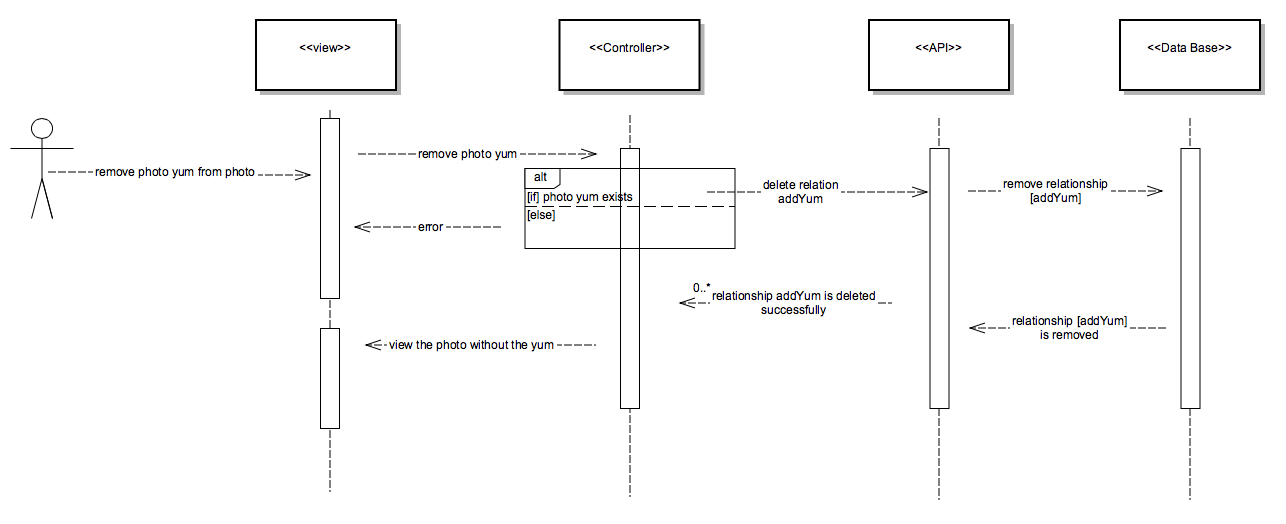 <<view>>
<<Controller>>
<<API>>
<<Data Base>>
remove photo yum from photo
remove photo yum
alt
[if] photo yum exists
[else]
delete relation
addYum
remove relationship
[addYum]
error
0..*
relationship addYum is deleted
successfully
relationship [addYum]
is removed
view the photo without the yum